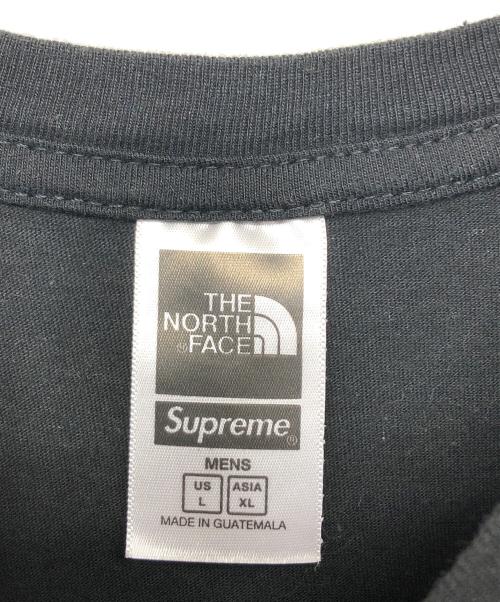 THE
NORTH
®FACE
Supreme®
MENS
US ASIA
L XL
MADE IN GUATEMALA